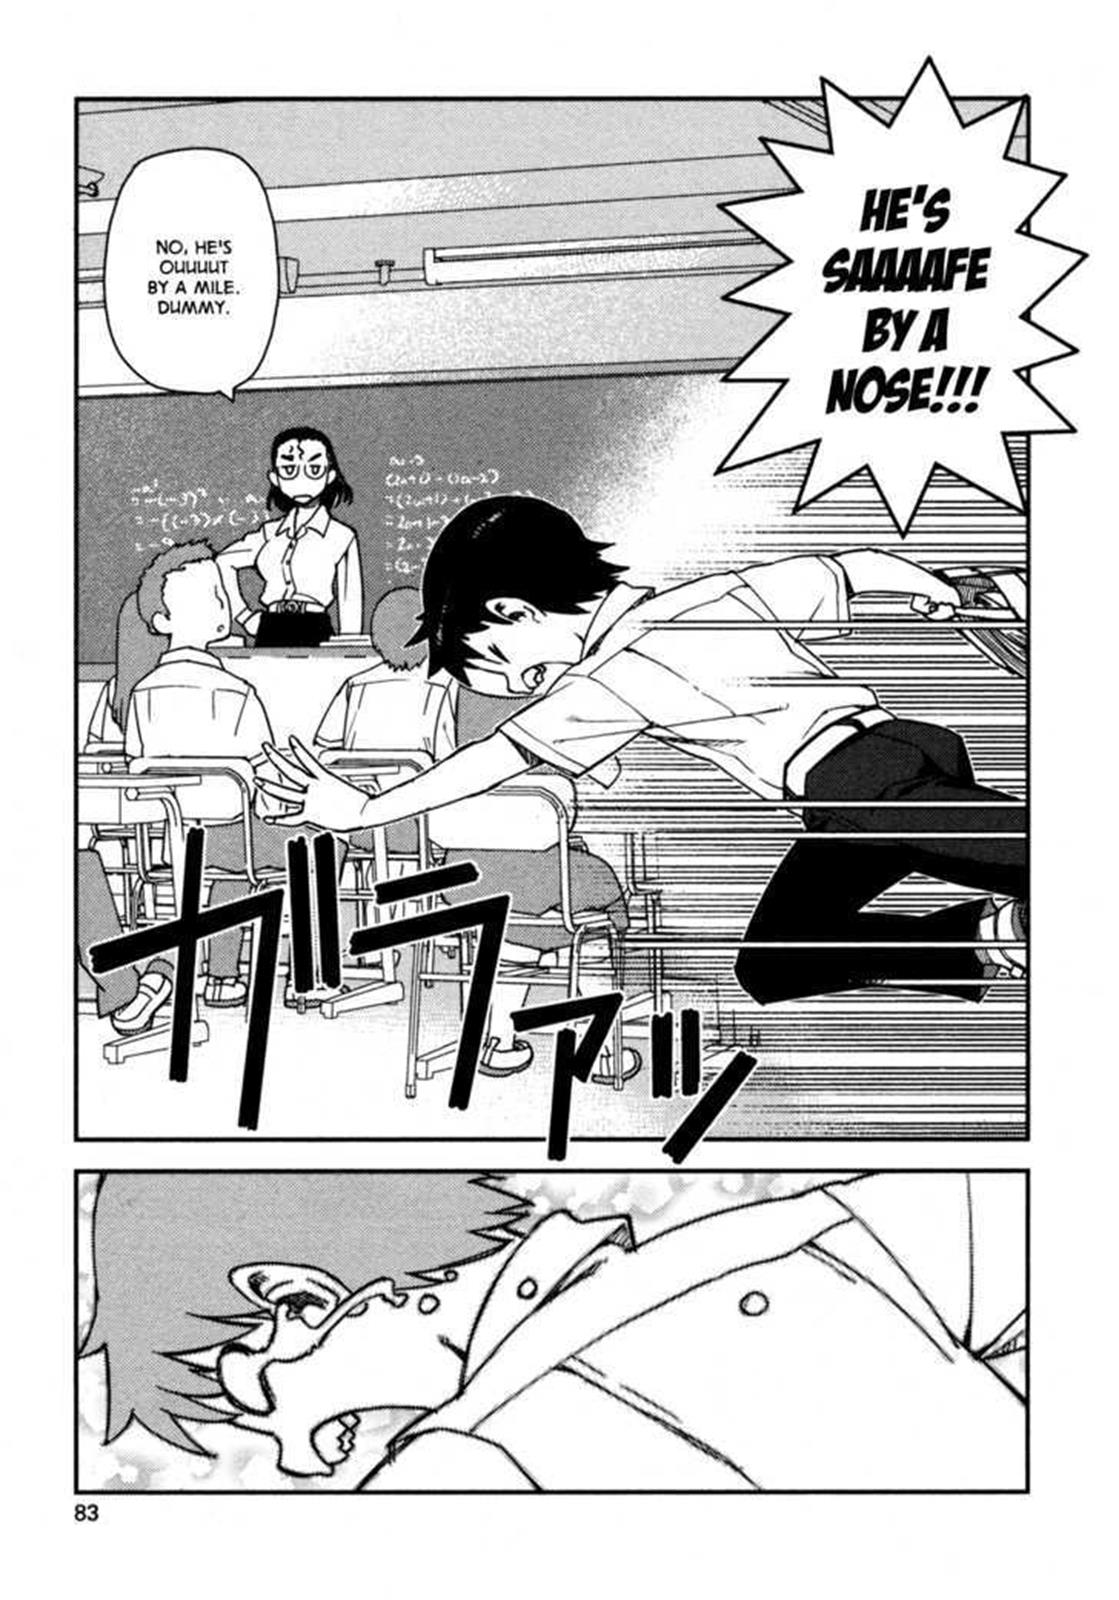 HE'S
SAAAAFE
BY A
NOSE!!!
NO, HE'S
OUUUUT
BY A MILE.
DUMMY.
ガラァッ
83